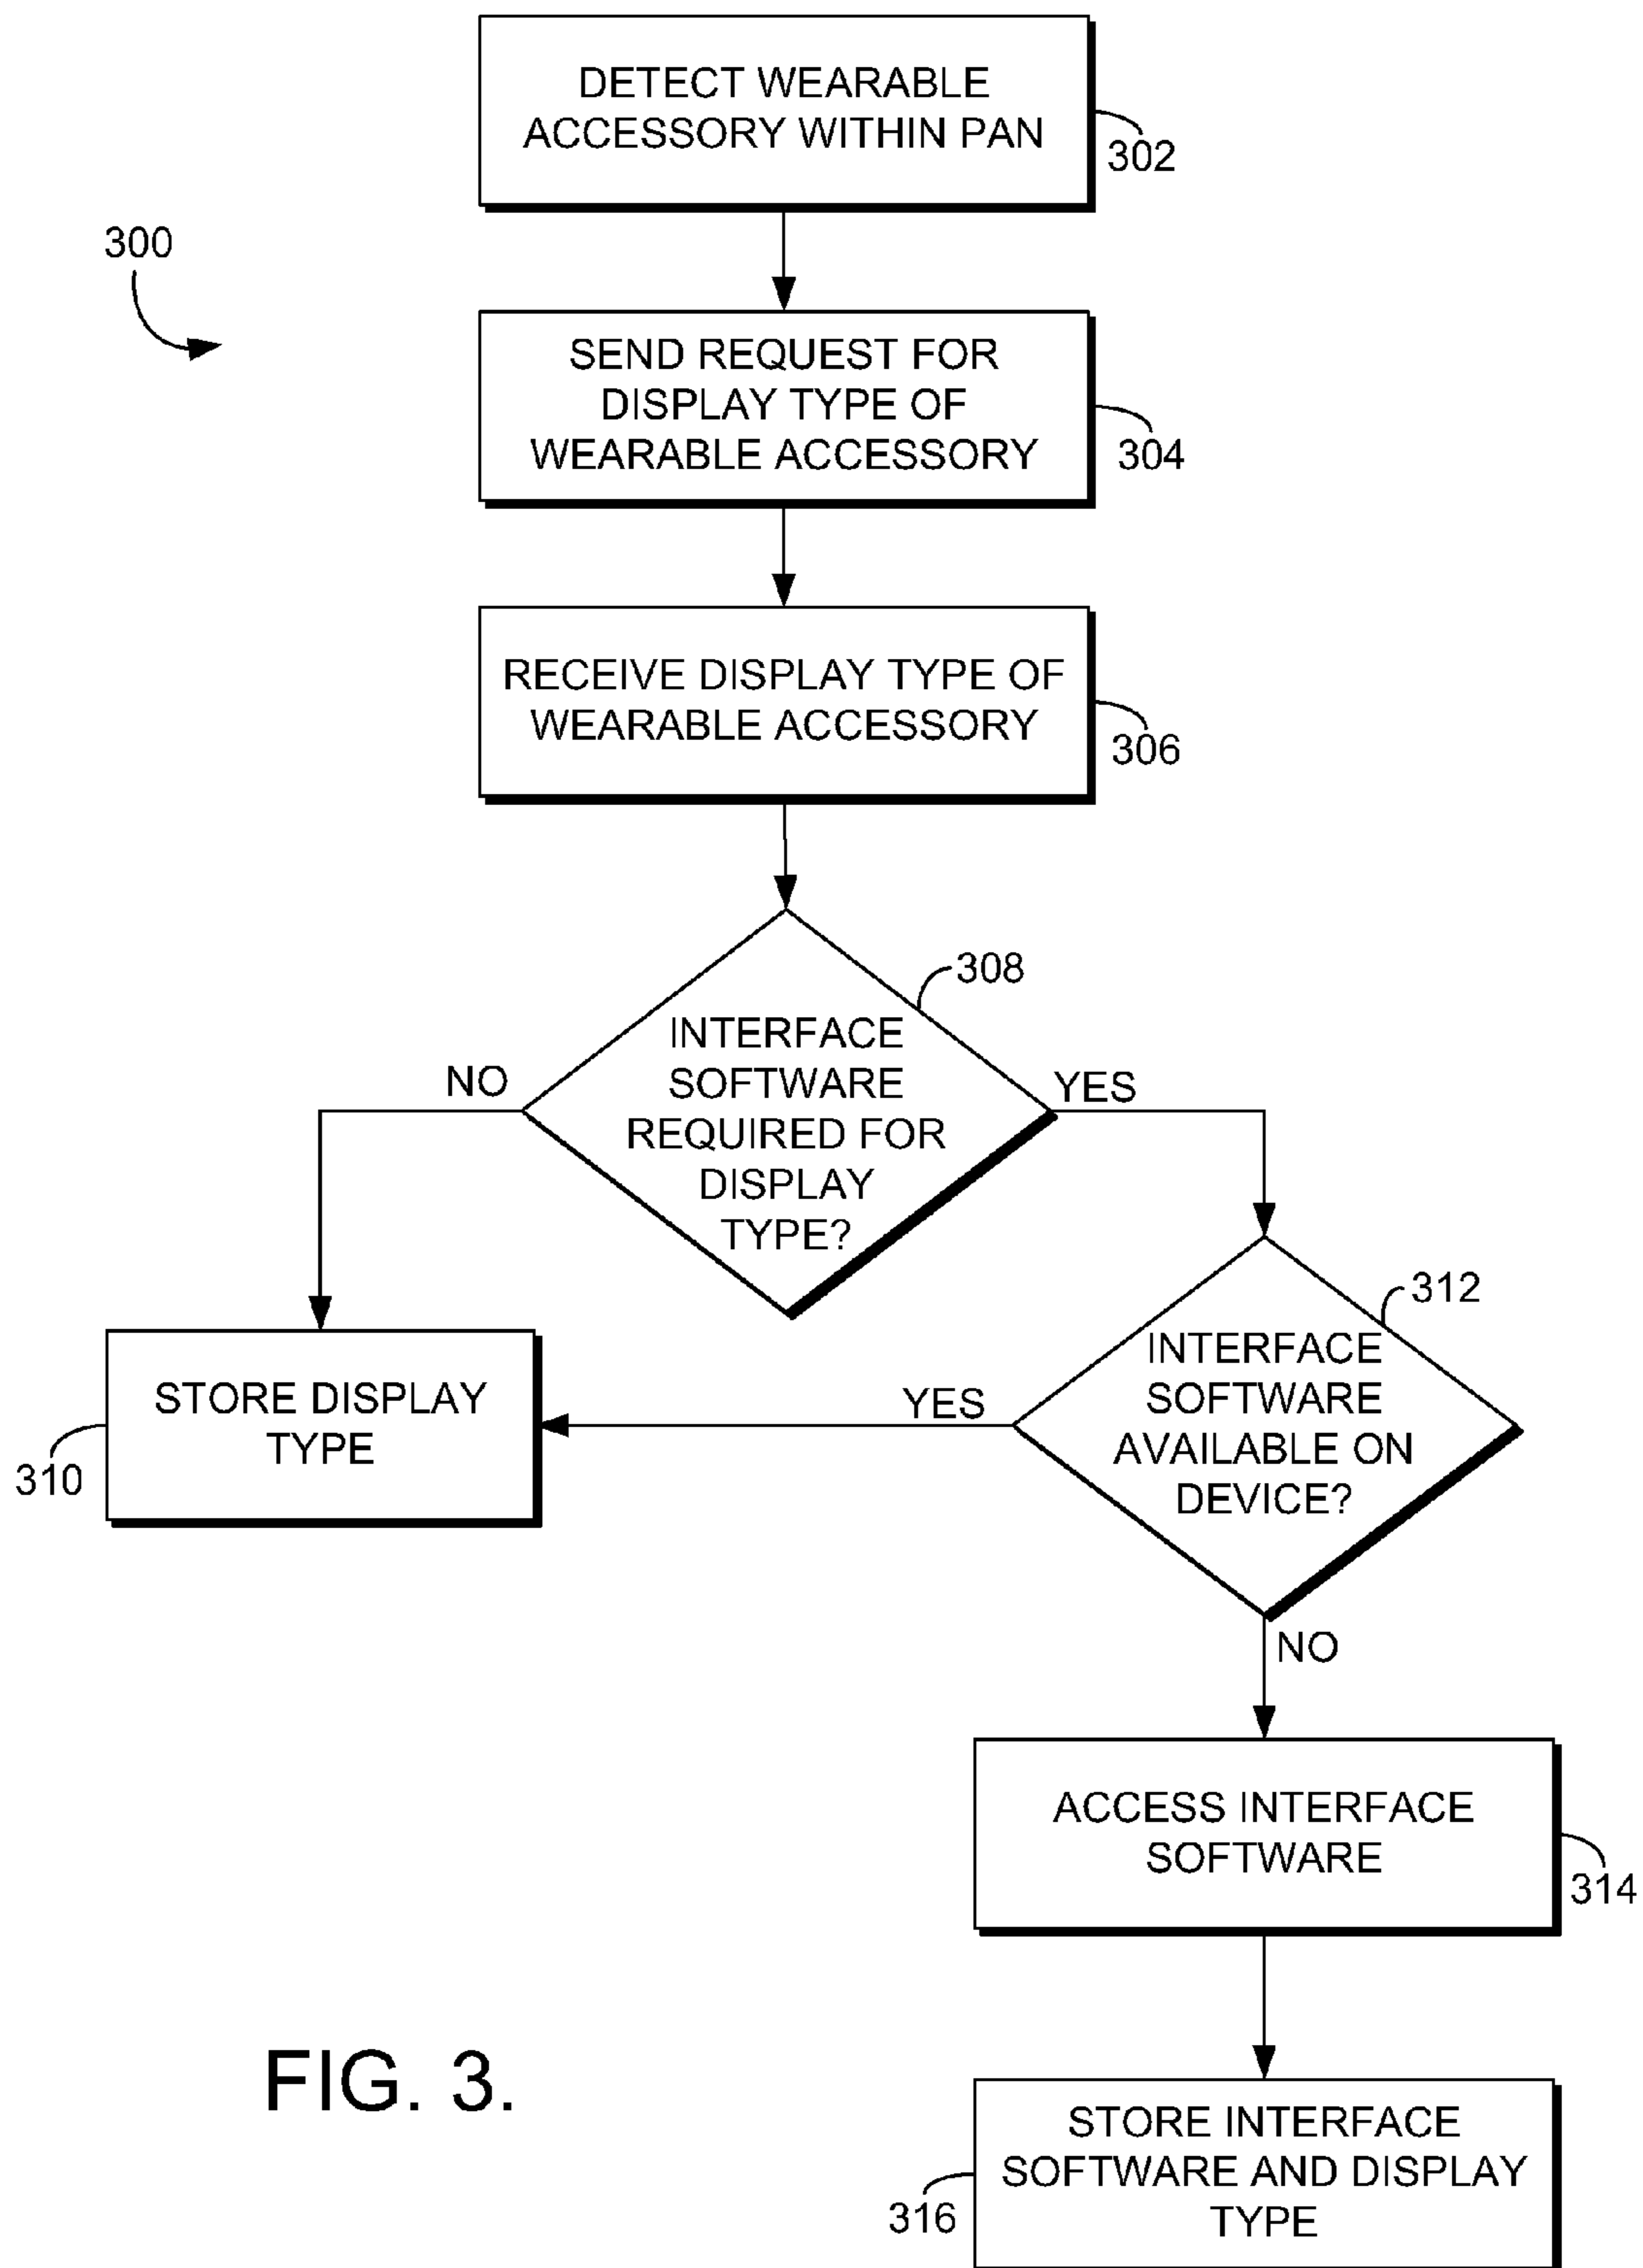 DETECT WEARABLE
ACCESSORY WITHIN PAN
302
300
SEND REQUEST FOR
DISPLAY TYPE OF
WEARABLE ACCESSORY
304
RECEIVE DISPLAY TYPE OF
WEARABLE ACCESSORY
306
308
INTERFACE
SOFTWARE
REQUIRED FOR
DISPLAY
TYPE?
NO
YES
312
INTERFACE
SOFTWARE
AVAILABLE ON
DEVICE?
YES
STORE DISPLAY
TYPE
310
NO
ACCESS INTERFACE
SOFTWARE
314
FIG. 3.
STORE INTERFACE
SOFTWARE AND DISPLAY
TYPE
316